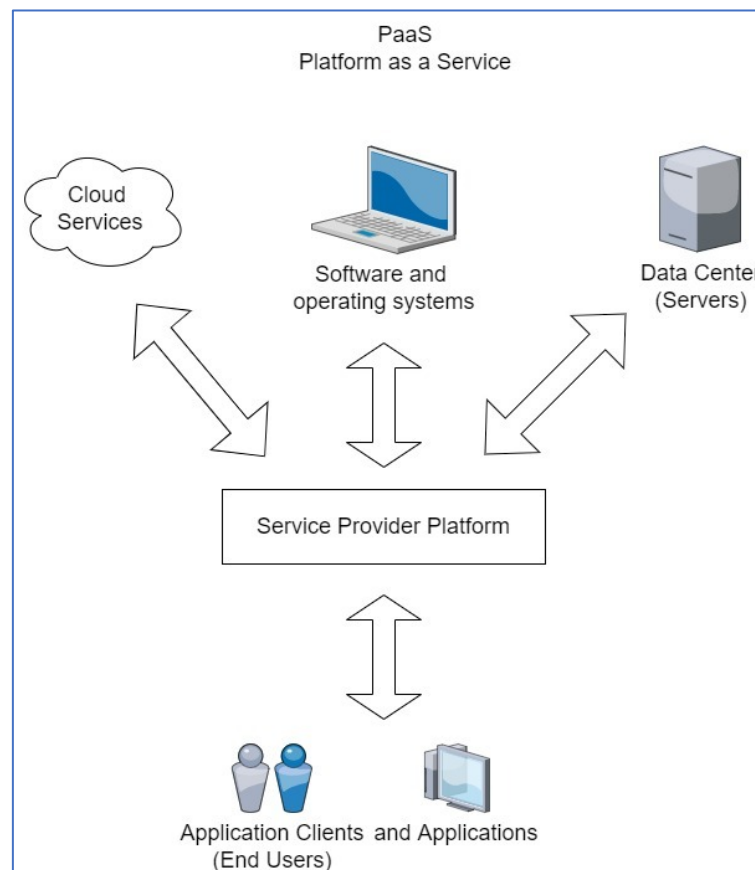 PaaS
Platform as a Service
Cloud
Services
Software and
operating systems
Data Center
(Servers)
Service Provider Platform
Application Clients and Applications
(End Users)